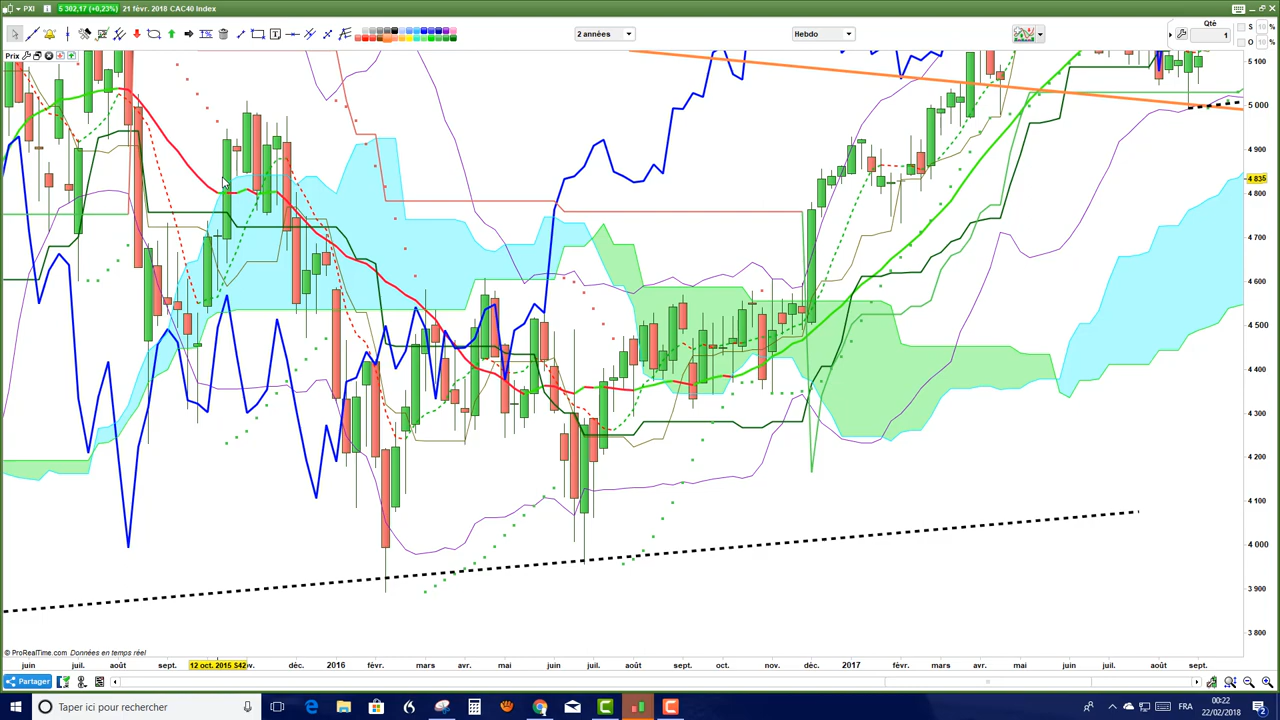 PXI 5 302,17 (+0,23%) 21 févr. 2018 CAC40 Index
2 années
Hebdo
Qté
1
S
%
O
%
Prix
5 100
5 000
4 900
4 835
4 800
4 700
4 600
4 500
4 400
4 300
4 200
4 100
4 000
3 900
3 800
© ProRealTime.com Données en temps réel
juin
juil.
août
sept.
12 oct. 2015 542
v.
déc.
2016
févr.
mars
avr.
mai
juin
juil.
août
sept.
oct.
nov.
déc.
2017
févr.
mars
avr.
mai
juin
juil.
août
sept.
Partager
Taper ici pour rechercher
FRA
00:22
22/02/2018
2